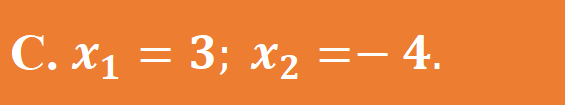 C. x₁ = 3; x₂ =− 4.